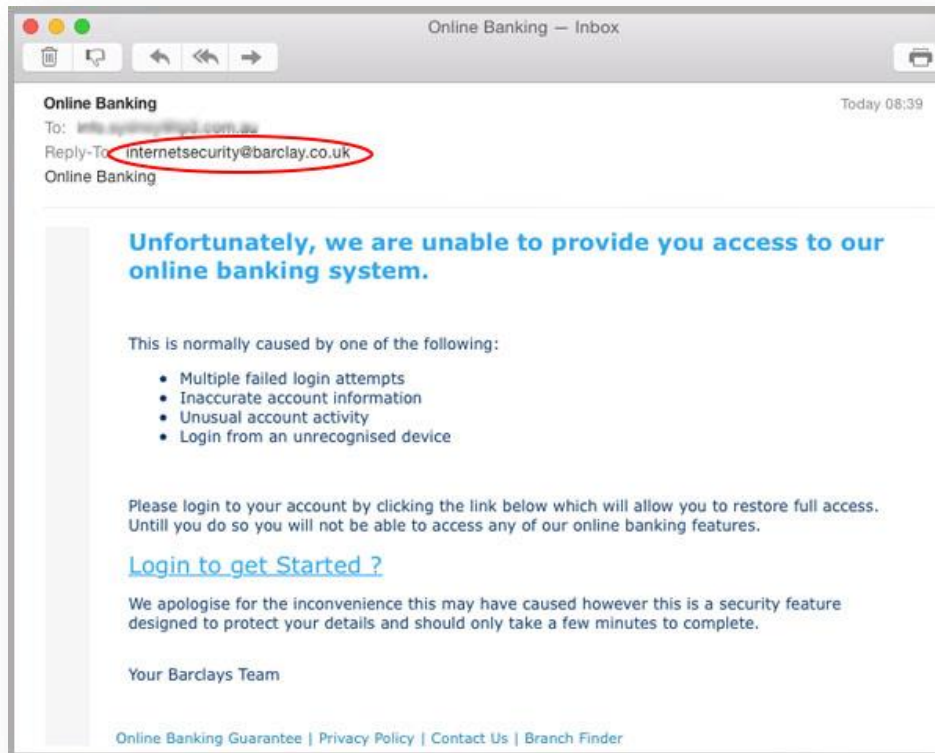 Online Banking — Inbox
Online Banking
Today 08:39
To:
Reply-To: internetsecurity@barclay.co.uk
Online Banking
Unfortunately, we are unable to provide you access to our
online banking system.
This is normally caused by one of the following:
• Multiple failed login attempts
• Inaccurate account information
• Unusual account activity
• Login from an unrecognised device
Please login to your account by clicking the link below which will allow you to restore full access.
Untill you do so you will not be able to access any of our online banking features.
Login to get Started ?
We apologise for the inconvenience this may have caused however this is a security feature
designed to protect your details and should only take a few minutes to complete.
Your Barclays Team
Online Banking Guarantee | Privacy Policy | Contact Us | Branch Finder